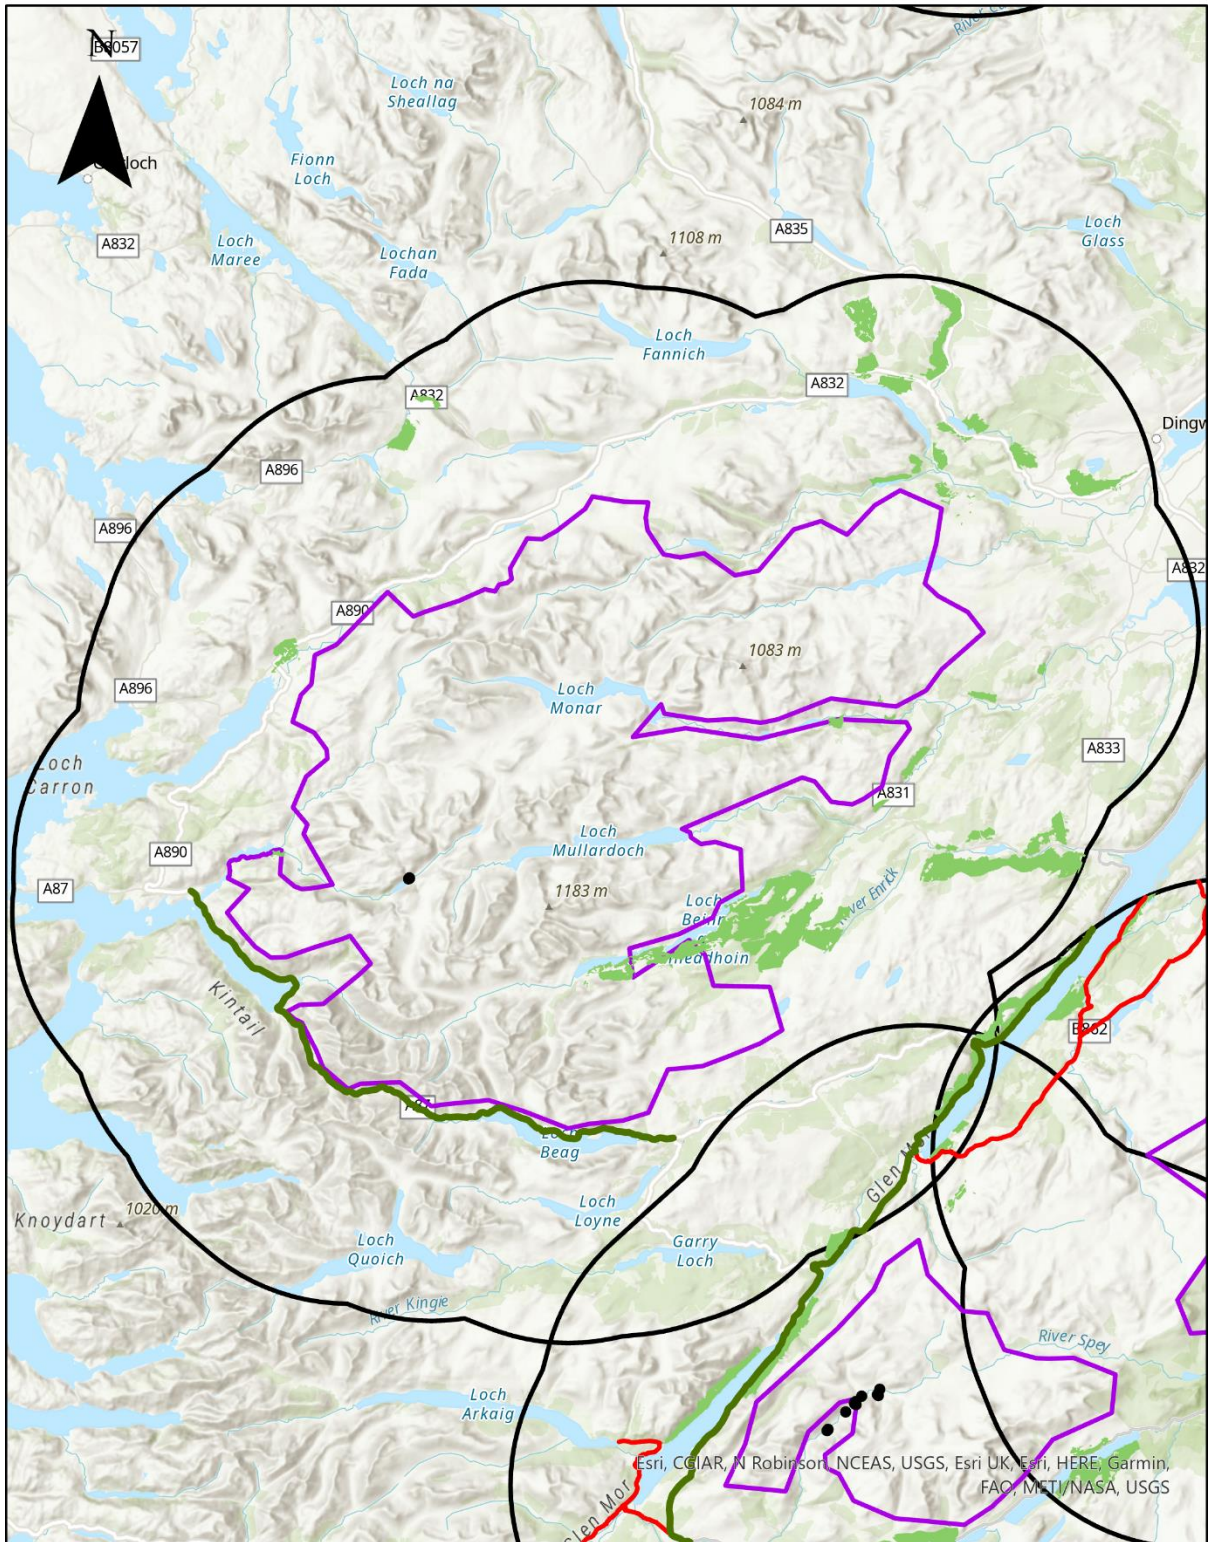 N
B8057
Loch na
Sheallag
1084 m
Fionn
Loch
A832
Loch
Maree
Lochan
Fada
1108 m
A835
Loch
Glass
Loch
Fannich
A832
A832
A896
A896
A832
A890
1083 m
A896
Loch
Monar
A833
Loch
Carron
A831
A890
Loch
Mullardoch
A87
1183 m
Loch
River Enrick
Kintail
B862
A87
Loch
Beag
Glen Mor
1020 m
Knoydart
Loch
Loyne
Loch
Quoich
Garry
Loch
River Kingie
River Spey
Loch
Arkaig
Glen Mor
Esri, CGIAR, N Robinson, NCEAS, USGS, Esri UK, Esri, HERE, Garmin,
FAO, METI/NASA, USGS